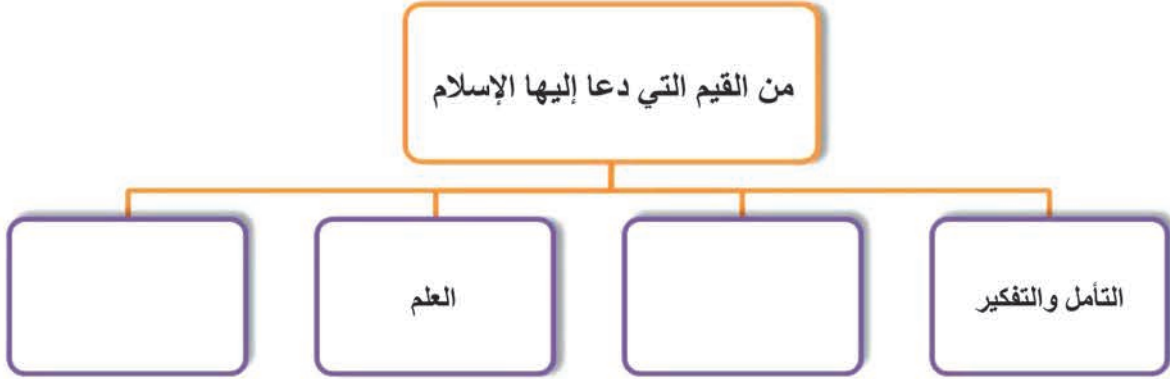 من القيم التي دعا إليها الإسلام
التأمل والتفكير
العلم